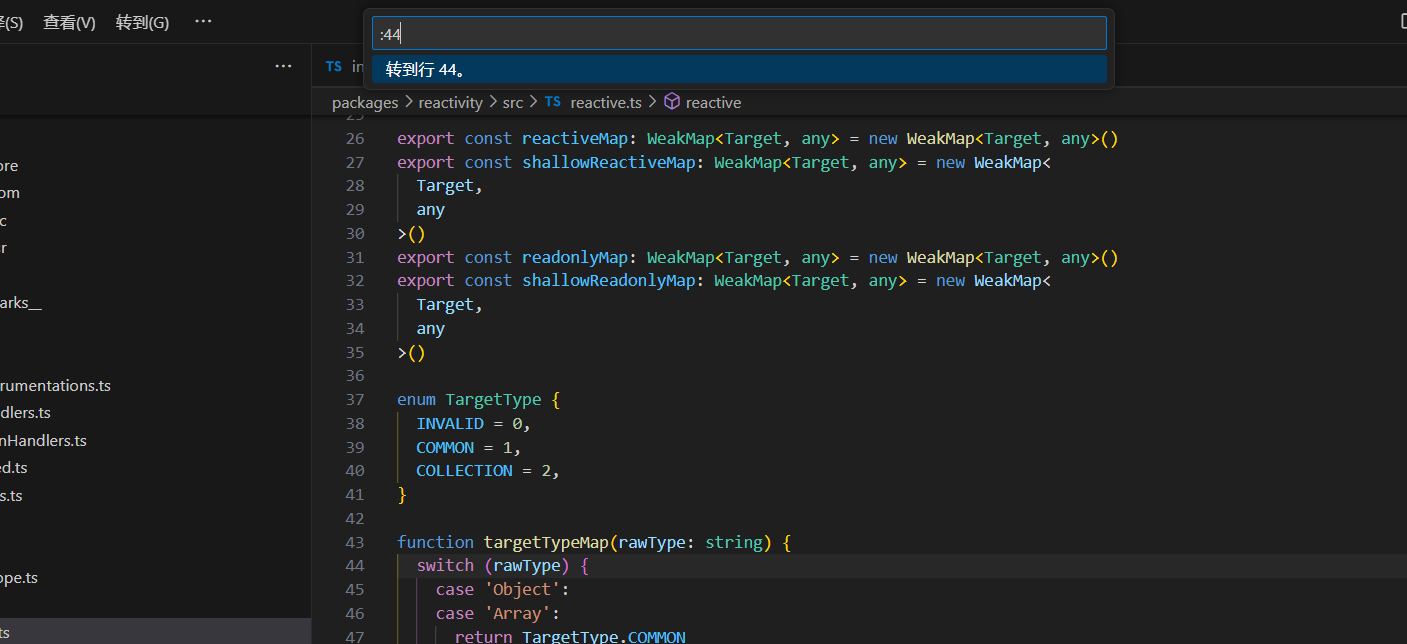 (S) 查看(V) 转到(G) ···
:44
转到行 44。
···
TS in
packages > reactivity > src > TS reactive.ts > reactive
ore
om
c
r
arks__
rumentations.ts
dlers.ts
nHandlers.ts
ed.ts
s.ts
ope.ts
ts
25
26 export const reactiveMap: WeakMap<Target, any> = new WeakMap<Target, any>()
27 export const shallowReactiveMap: WeakMap<Target, any> = new WeakMap<
28 Target,
29 any
30 >()
31 export const readonlyMap: WeakMap<Target, any> = new WeakMap<Target, any>()
32 export const shallowReadonlyMap: WeakMap<Target, any> = new WeakMap<
33 Target,
34 any
35 >()
36
37 enum TargetType {
38 INVALID = 0,
39 COMMON = 1,
40 COLLECTION = 2,
41 }
42
43 function targetTypeMap(rawType: string) {
44 switch (rawType) {
45 case 'Object':
46 case 'Array':
47 return TargetType.COMMON